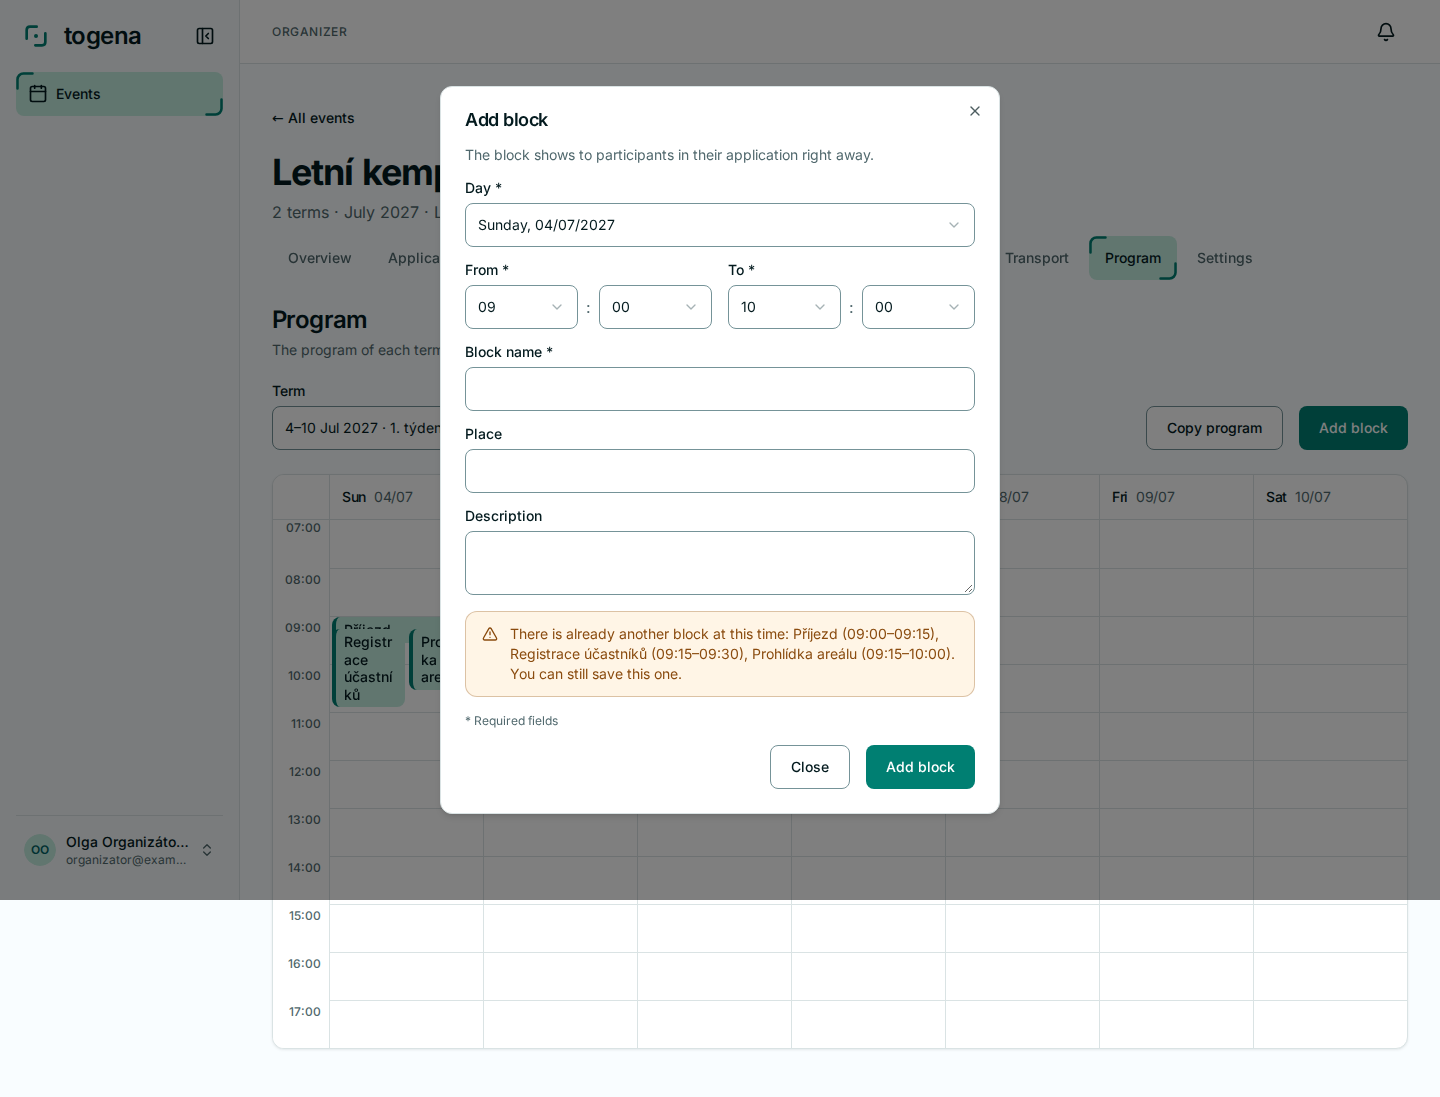 togena
ORGANIZER
Events
← All events
Letní kemp
2 terms · July 2027 ·
Overview
Transport
Program
Settings
Program
The program of each term
Term
4–10 Jul 2027 · 1. týden
Copy program
Add block
Sun 04/07
Fri 09/07
Sat 10/07
07:00
08:00
09:00
10:00
11:00
12:00
13:00
14:00
15:00
16:00
17:00
Příjezd
Registr
ace
účastní
ků
Add block
The block shows to participants in their application right away.
Day *
Sunday, 04/07/2027
From *
To *
09 : 00
10 : 00
Block name *
Place
Description
There is already another block at this time: Příjezd (09:00–09:15),
Registrace účastníků (09:15–09:30), Prohlídka areálu (09:15–10:00).
You can still save this one.
* Required fields
Close
Add block
OO
Olga Organizáto...
organizator@exam...